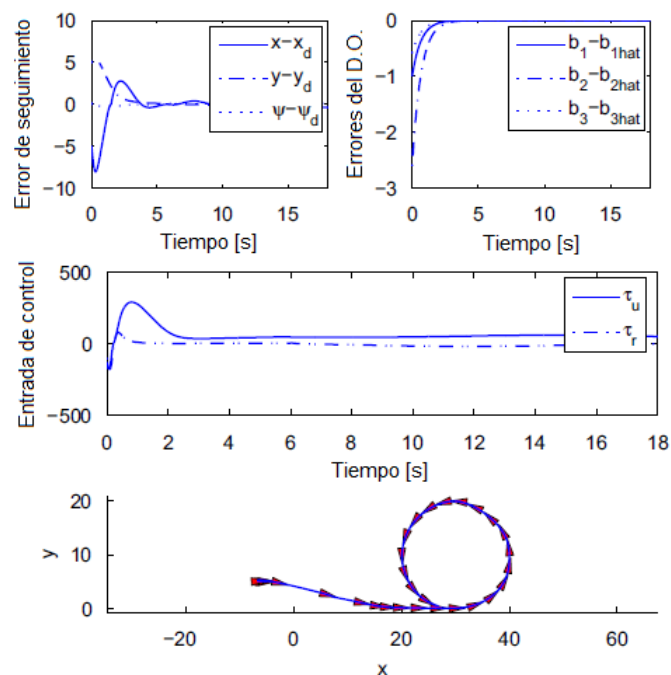 Error de seguimiento
10
5
0
−5
−10
x−x_d
y−y_d
ψ−ψ_d
0 5 10 15
Tiempo [s]
Errores del D.O.
0
−1
−2
−3
b_1−b_1hat
b_2−b_2hat
b_3−b_3hat
0 5 10 15
Tiempo [s]
Entrada de control
500
0
−500
τ_u
τ_r
0 2 4 6 8 10 12 14 16 18
Tiempo [s]
y
20
10
0
−20 0 20 40 60
x